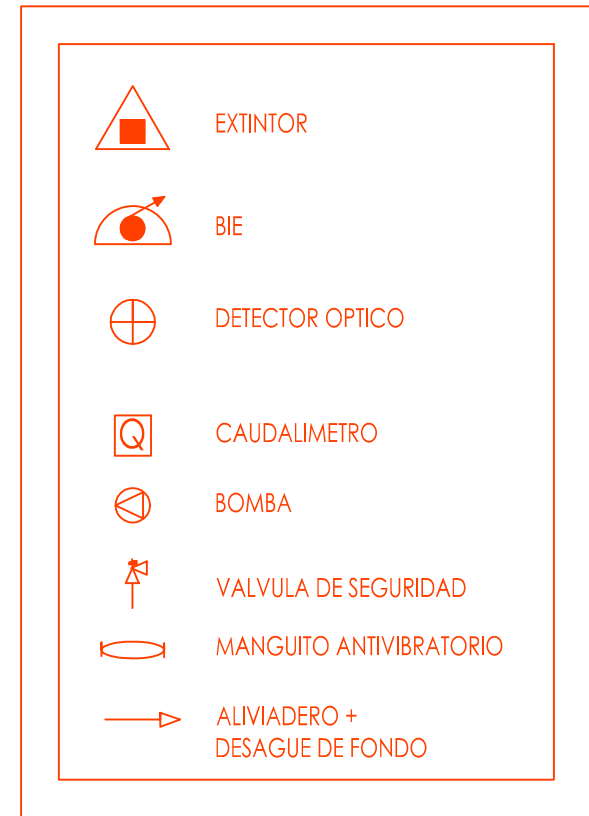 EXTINTOR
BIE
DETECTOR OPTICO
Q CAUDALIMETRO
BOMBA
VALVULA DE SEGURIDAD
MANGUITO ANTIVIBRATORIO
ALIVIADERO +
DESAGUE DE FONDO